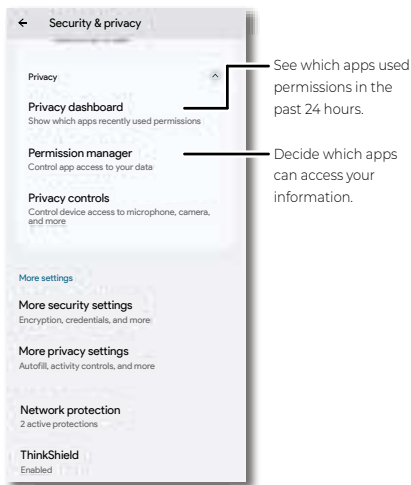 Security & privacy
Privacy
Privacy dashboard
Show which apps recently used permissions
Permission manager
Control app access to your data
Privacy controls
Control device access to microphone, camera,
and more
More settings
More security settings
Encryption, credentials, and more
More privacy settings
Autofill, activity controls, and more
Network protection
2 active protections
ThinkShield
Enabled
See which apps used
permissions in the
past 24 hours.
Decide which apps
can access your
information.